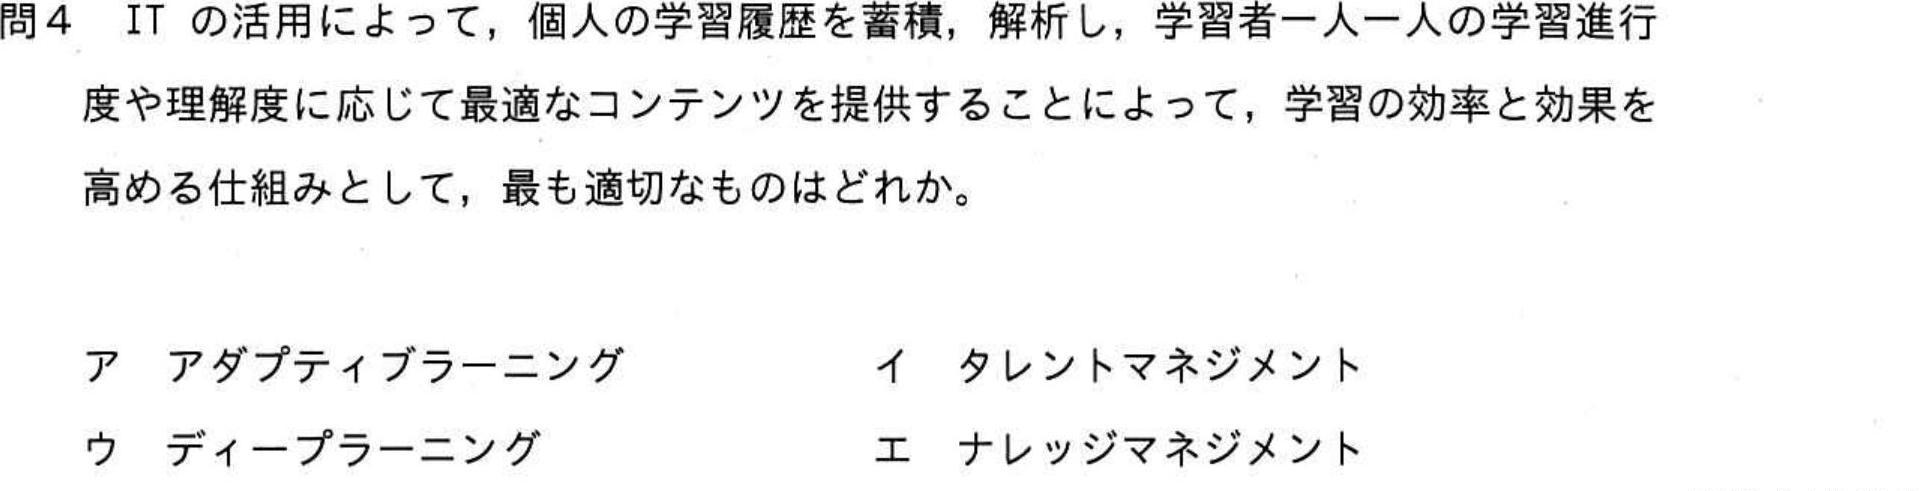 問４　IT の活用によって，個人の学習履歴を蓄積，解析し，学習者一人一人の学習進行
度や理解度に応じて最適なコンテンツを提供することによって，学習の効率と効果を
高める仕組みとして，最も適切なものはどれか。
ア　アダプティブラーニング　イ　タレントマネジメント
ウ　ディープラーニング　エ　ナレッジマネジメント